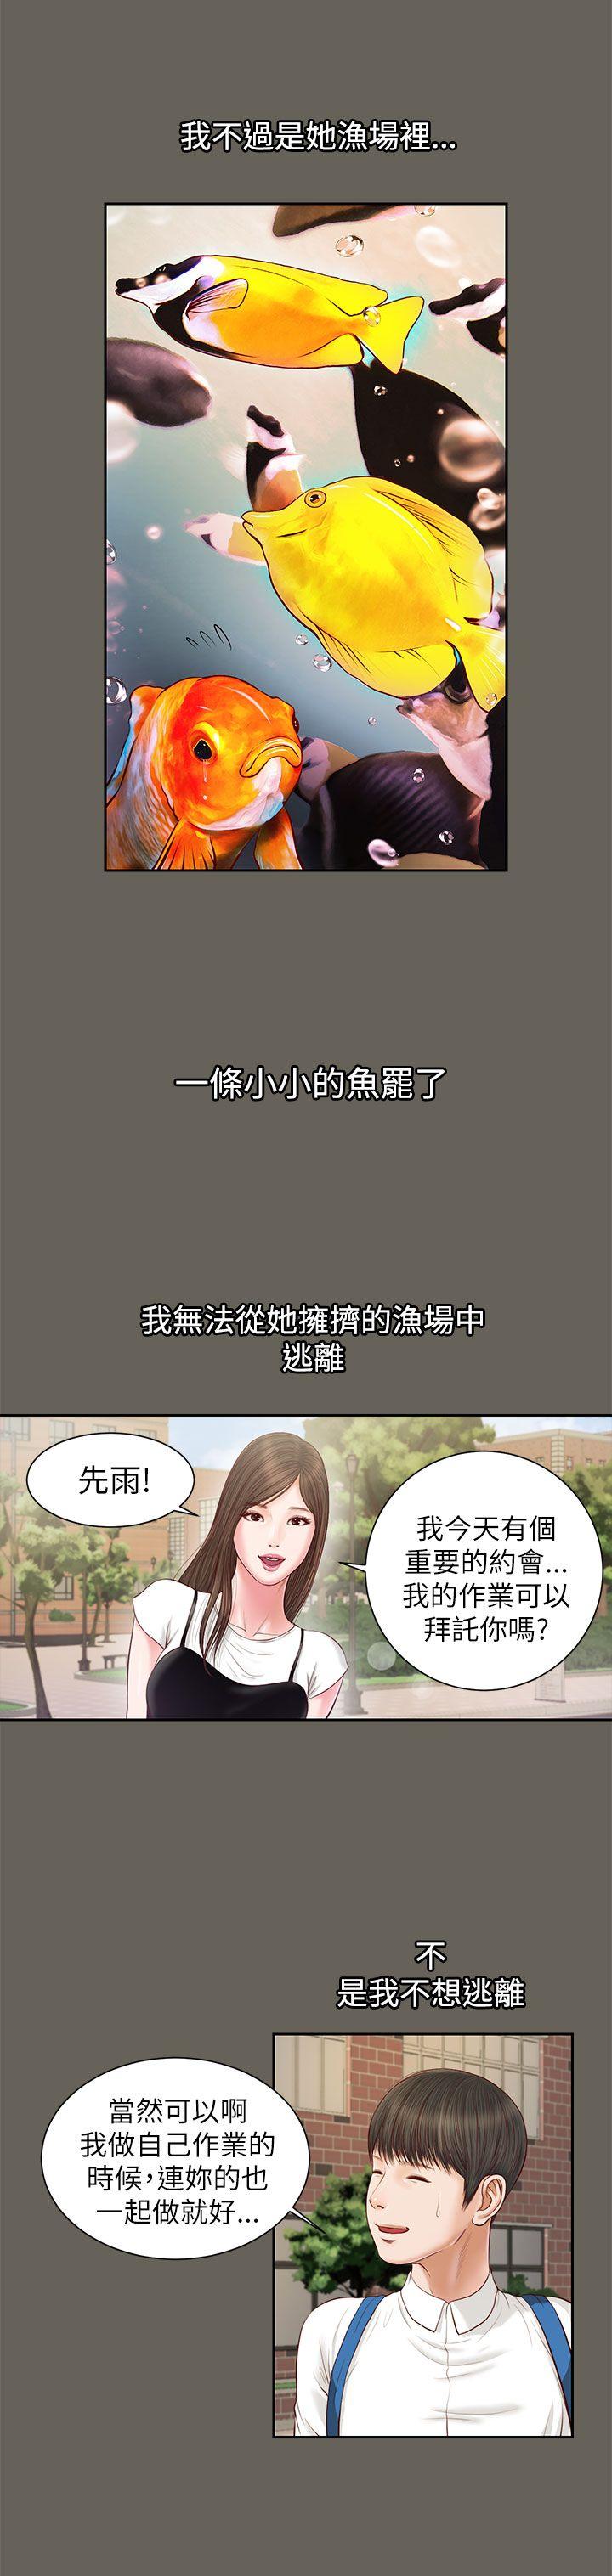 我不過是她漁場裡...
一條小小的魚罷了
我無法從她擁擠的漁場中
逃離
先雨!
我今天有個
重要的約會...
我的作業可以
拜託你嗎?
不
是我不想逃離
當然可以啊
我做自己作業的
時候，連妳的也
一起做就好...